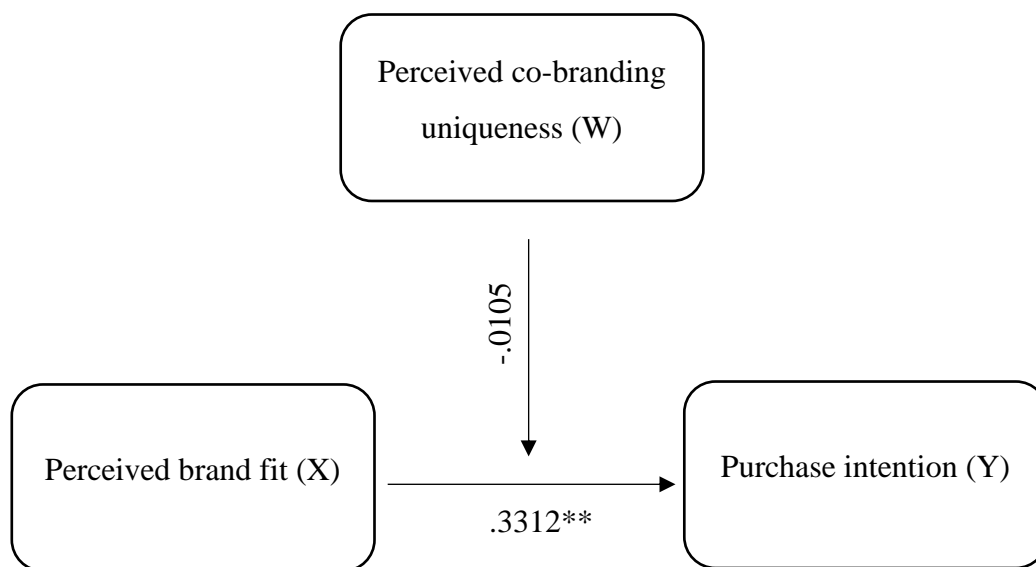 Perceived co-branding
uniqueness (W)
-.0105
Perceived brand fit (X)
.3312**
Purchase intention (Y)